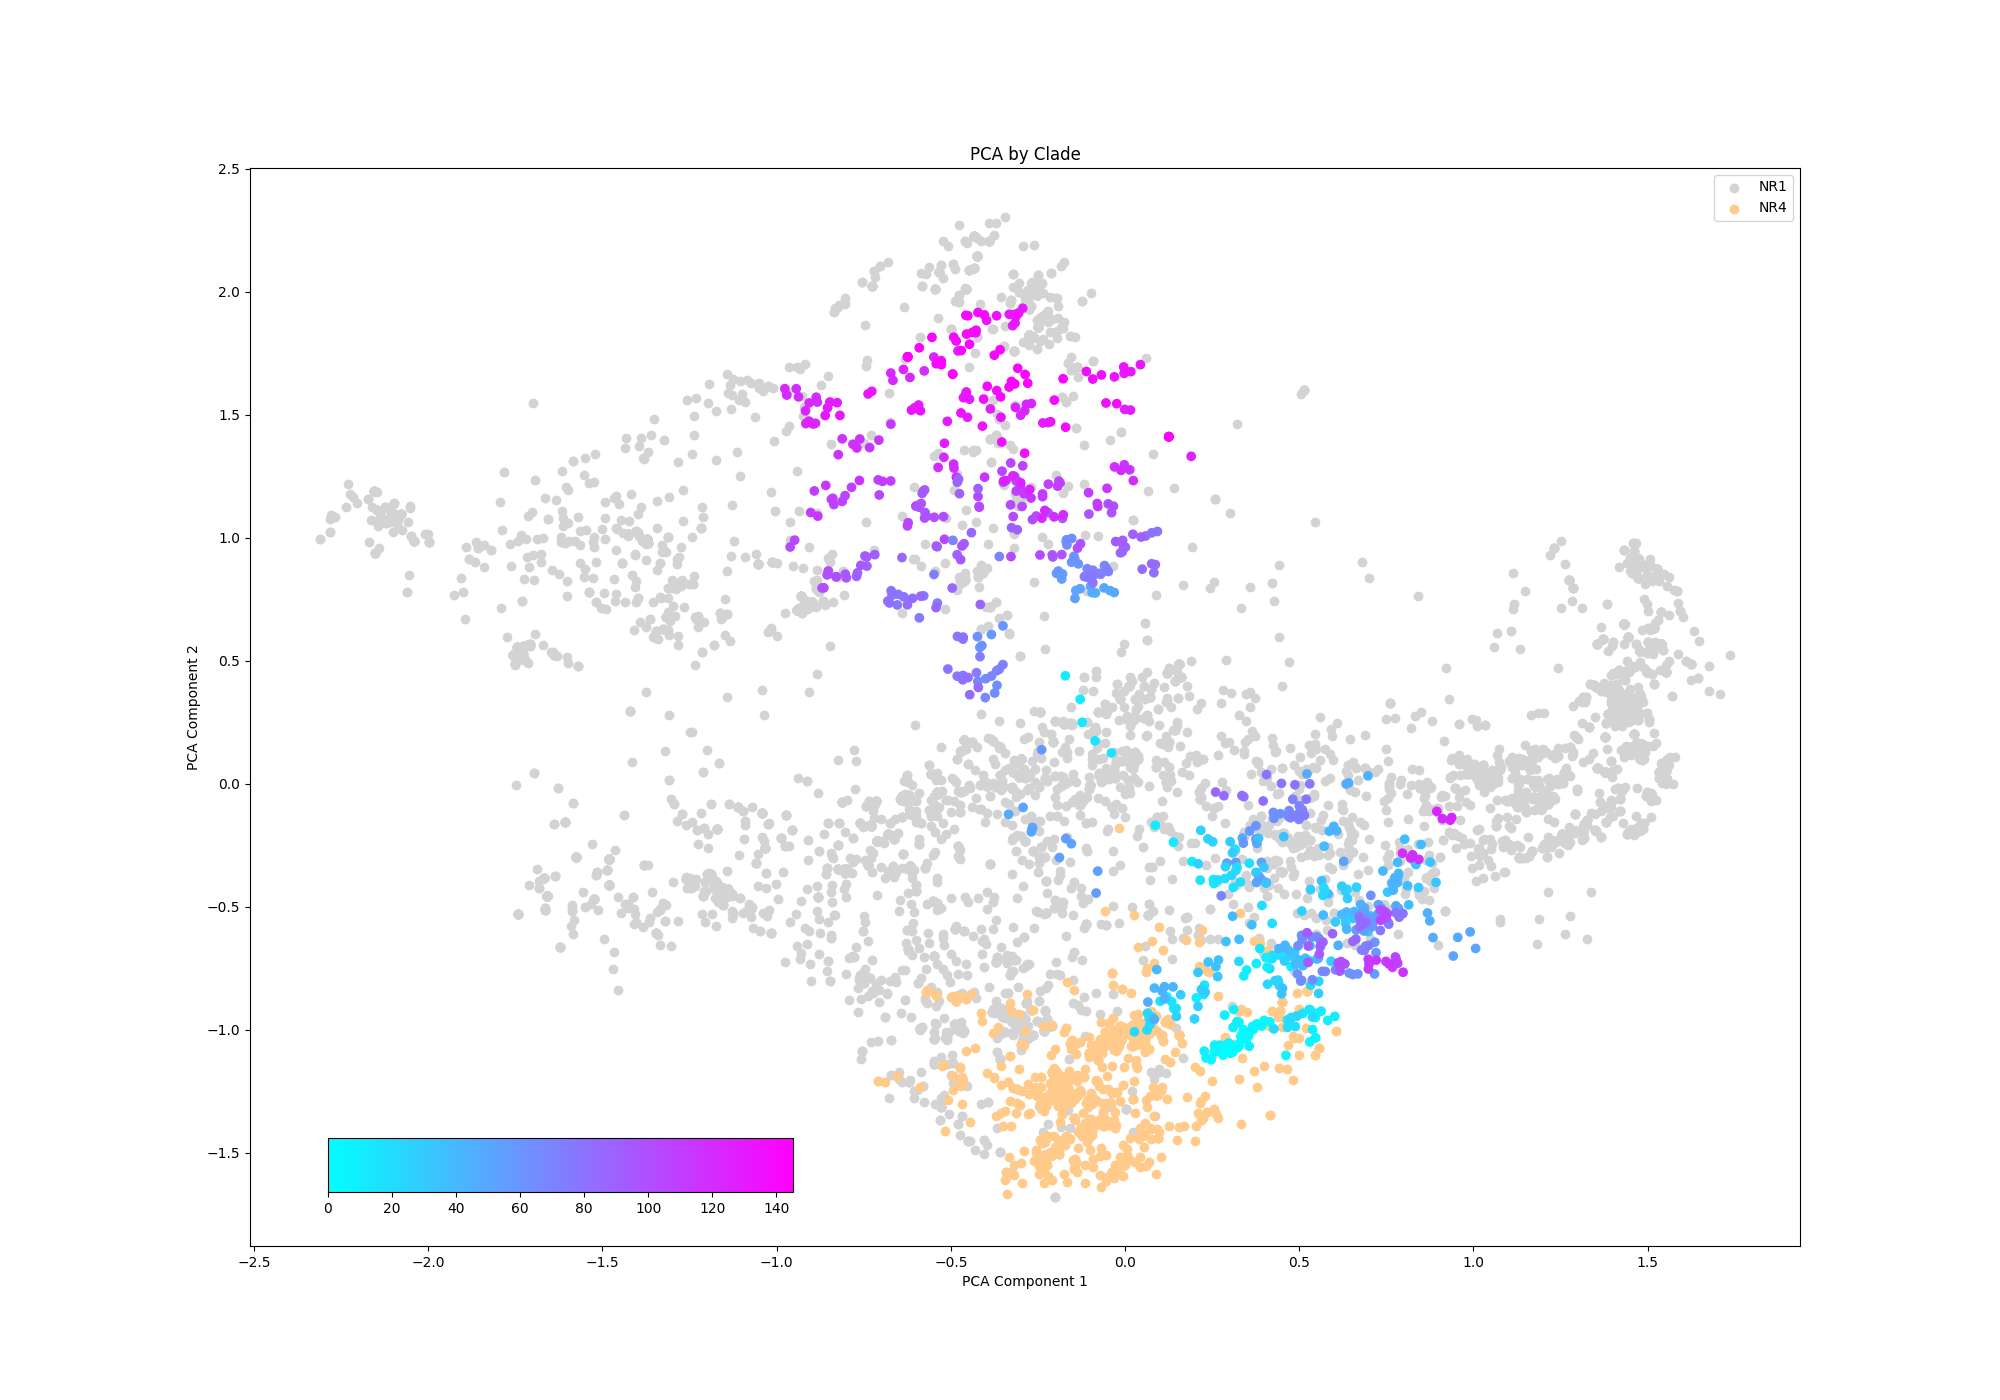 PCA by Clade
NR1
NR4
PCA Component 2
2.5
2.0
1.5
1.0
0.5
0.0
−0.5
−1.0
−1.5
0 20 40 60 80 100 120 140
−2.5 −2.0 −1.5 −1.0 −0.5 0.0 0.5 1.0 1.5
PCA Component 1